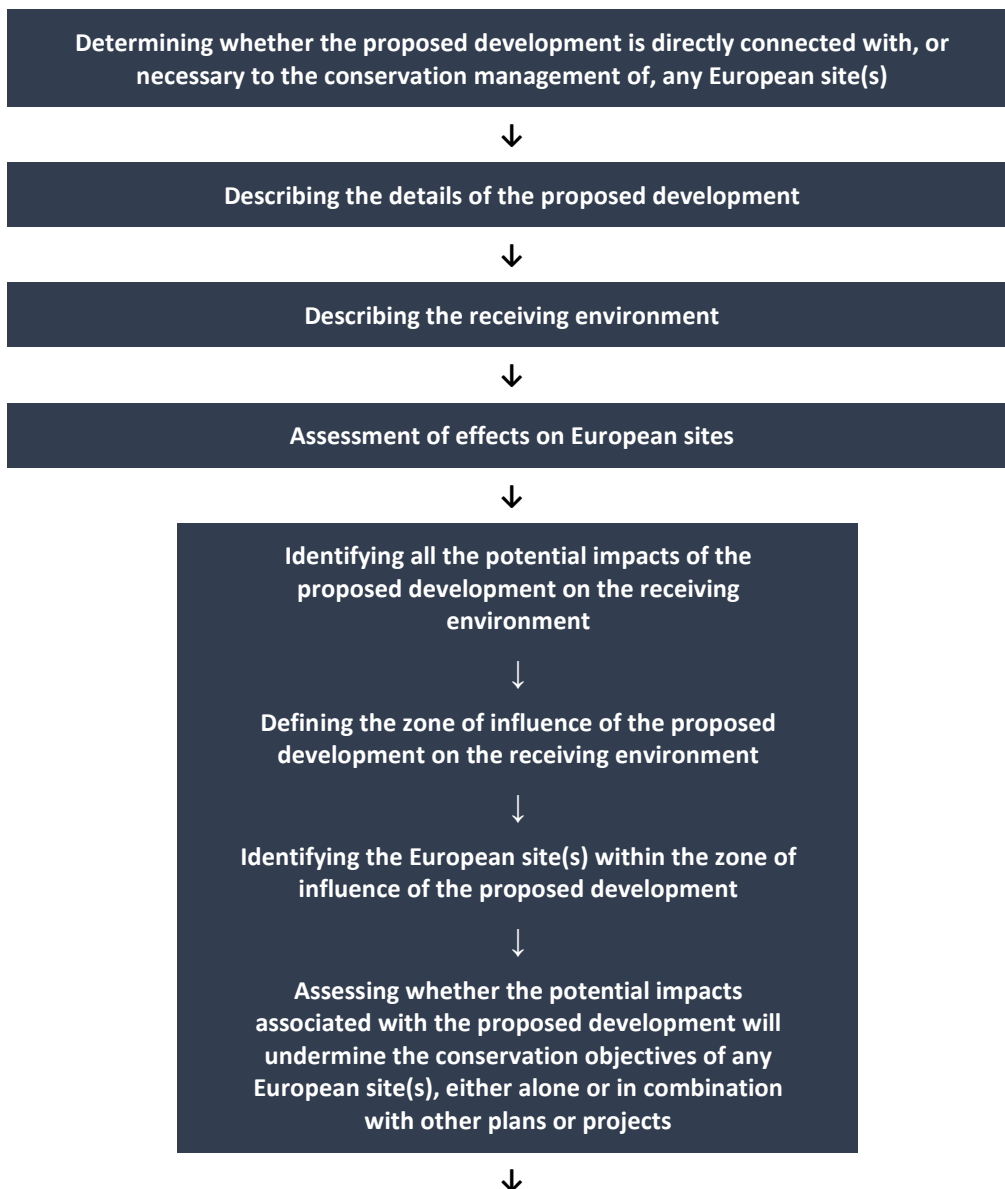 Determining whether the proposed development is directly connected with, or
necessary to the conservation management of, any European site(s)
↓
Describing the details of the proposed development
↓
Describing the receiving environment
↓
Assessment of effects on European sites
↓
Identifying all the potential impacts of the
proposed development on the receiving
environment
↓
Defining the zone of influence of the proposed
development on the receiving environment
↓
Identifying the European site(s) within the zone of
influence of the proposed development
↓
Assessing whether the potential impacts
associated with the proposed development will
undermine the conservation objectives of any
European site(s), either alone or in combination
with other plans or projects
↓